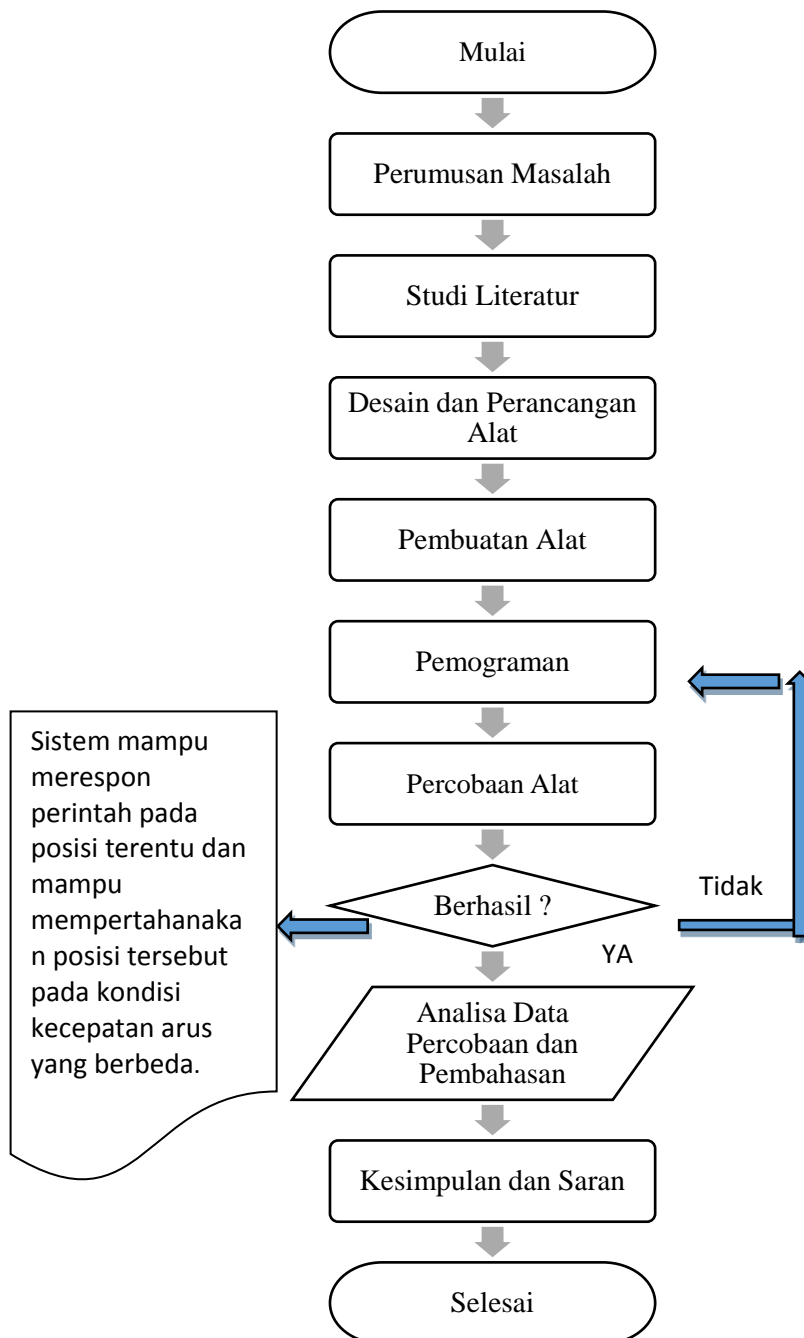 Mulai
Perumusan Masalah
Studi Literatur
Desain dan Perancangan
Alat
Pembuatan Alat
Pemograman
Percobaan Alat
Sistem mampu
merespon
perintah pada
posisi terentu dan
mampu
mempertahanaka
n posisi tersebut
pada kondisi
kecepatan arus
yang berbeda.
Berhasil ?
Tidak
YA
Analisa Data
Percobaan dan
Pembahasan
Kesimpulan dan Saran
Selesai